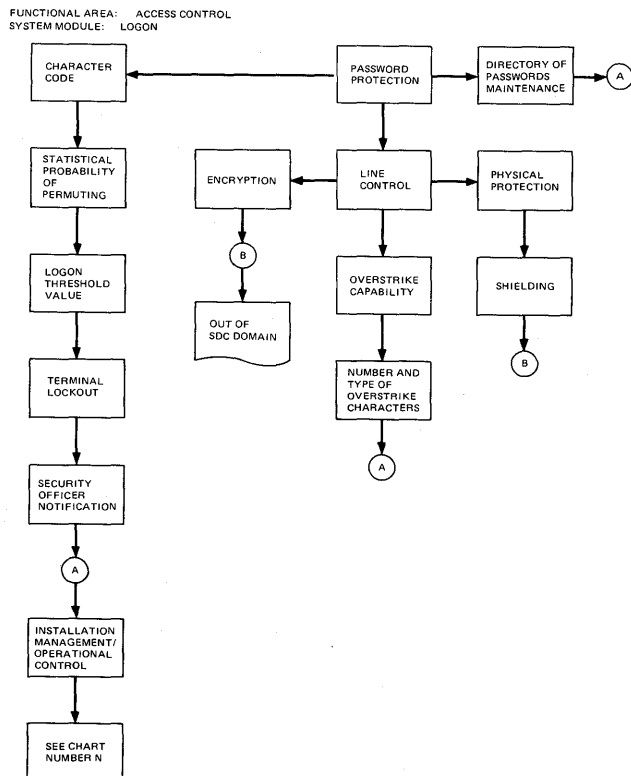 FUNCTIONAL AREA: ACCESS CONTROL
SYSTEM MODULE: LOGON
CHARACTER
CODE
PASSWORD
PROTECTION
DIRECTORY OF
PASSWORDS
MAINTENANCE
A
STATISTICAL
PROBABILITY
OF
PERMUTING
ENCRYPTION
LINE
CONTROL
PHYSICAL
PROTECTION
B
LOGON
THRESHOLD
VALUE
OUT OF
SDC DOMAIN
OVERSTRIKE
CAPABILITY
SHIELDING
B
TERMINAL
LOCKOUT
NUMBER AND
TYPE OF
OVERSTRIKE
CHARACTERS
A
SECURITY
OFFICER
NOTIFICATION
A
INSTALLATION
MANAGEMENT/
OPERATIONAL
CONTROL
SEE CHART
NUMBER N